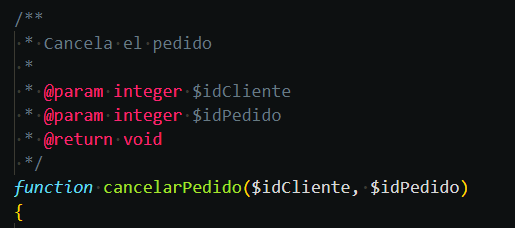 /**
* Cancela el pedido
*
* @param integer $idCliente
* @param integer $idPedido
* @return void
*/
function cancelarPedido($idCliente, $idPedido)
{